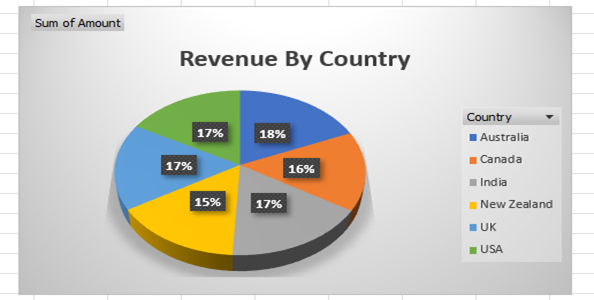 Sum of Amount
Revenue By Country
17%
18%
17%
16%
15%
17%
Country
Australia
Canada
India
New Zealand
UK
USA